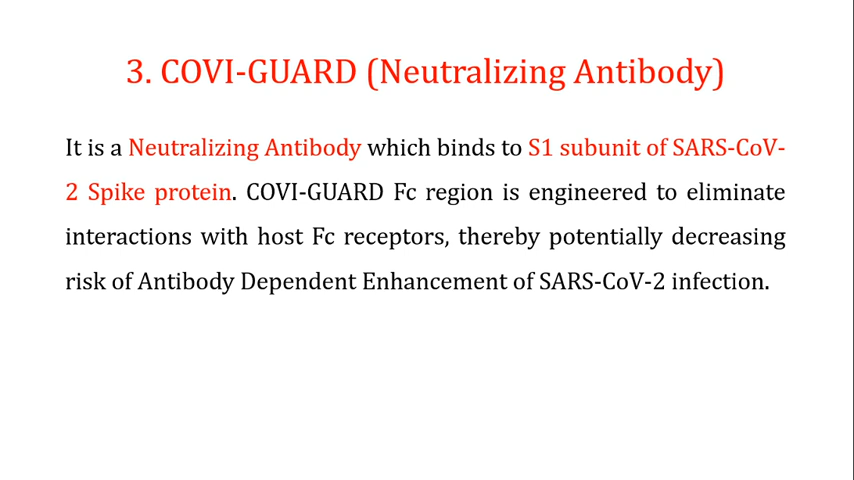 3. COVI-GUARD (Neutralizing Antibody)
It is a Neutralizing Antibody which binds to S1 subunit of SARS-CoV-
2 Spike protein. COVI-GUARD Fc region is engineered to eliminate
interactions with host Fc receptors, thereby potentially decreasing
risk of Antibody Dependent Enhancement of SARS-CoV-2 infection.